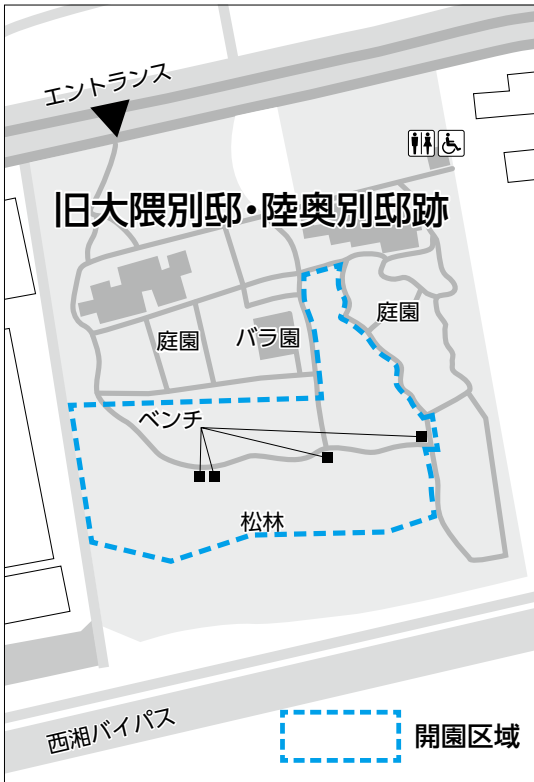 エントランス
旧大隈別邸・陸奥別邸跡
庭園
バラ園
庭園
ベンチ
松林
西湘バイパス
開園区域